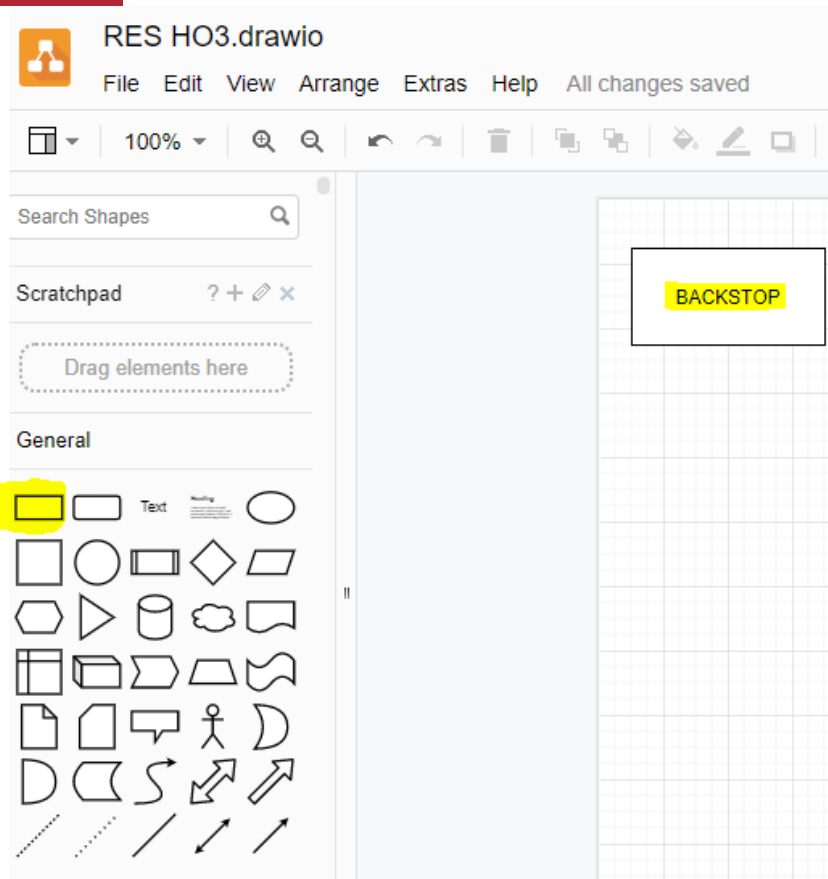 RES HO3.drawio
File Edit View Arrange Extras Help All changes saved
100%
Search Shapes
Scratchpad ? + ×
Drag elements here
BACKSTOP
General
Text
Heading